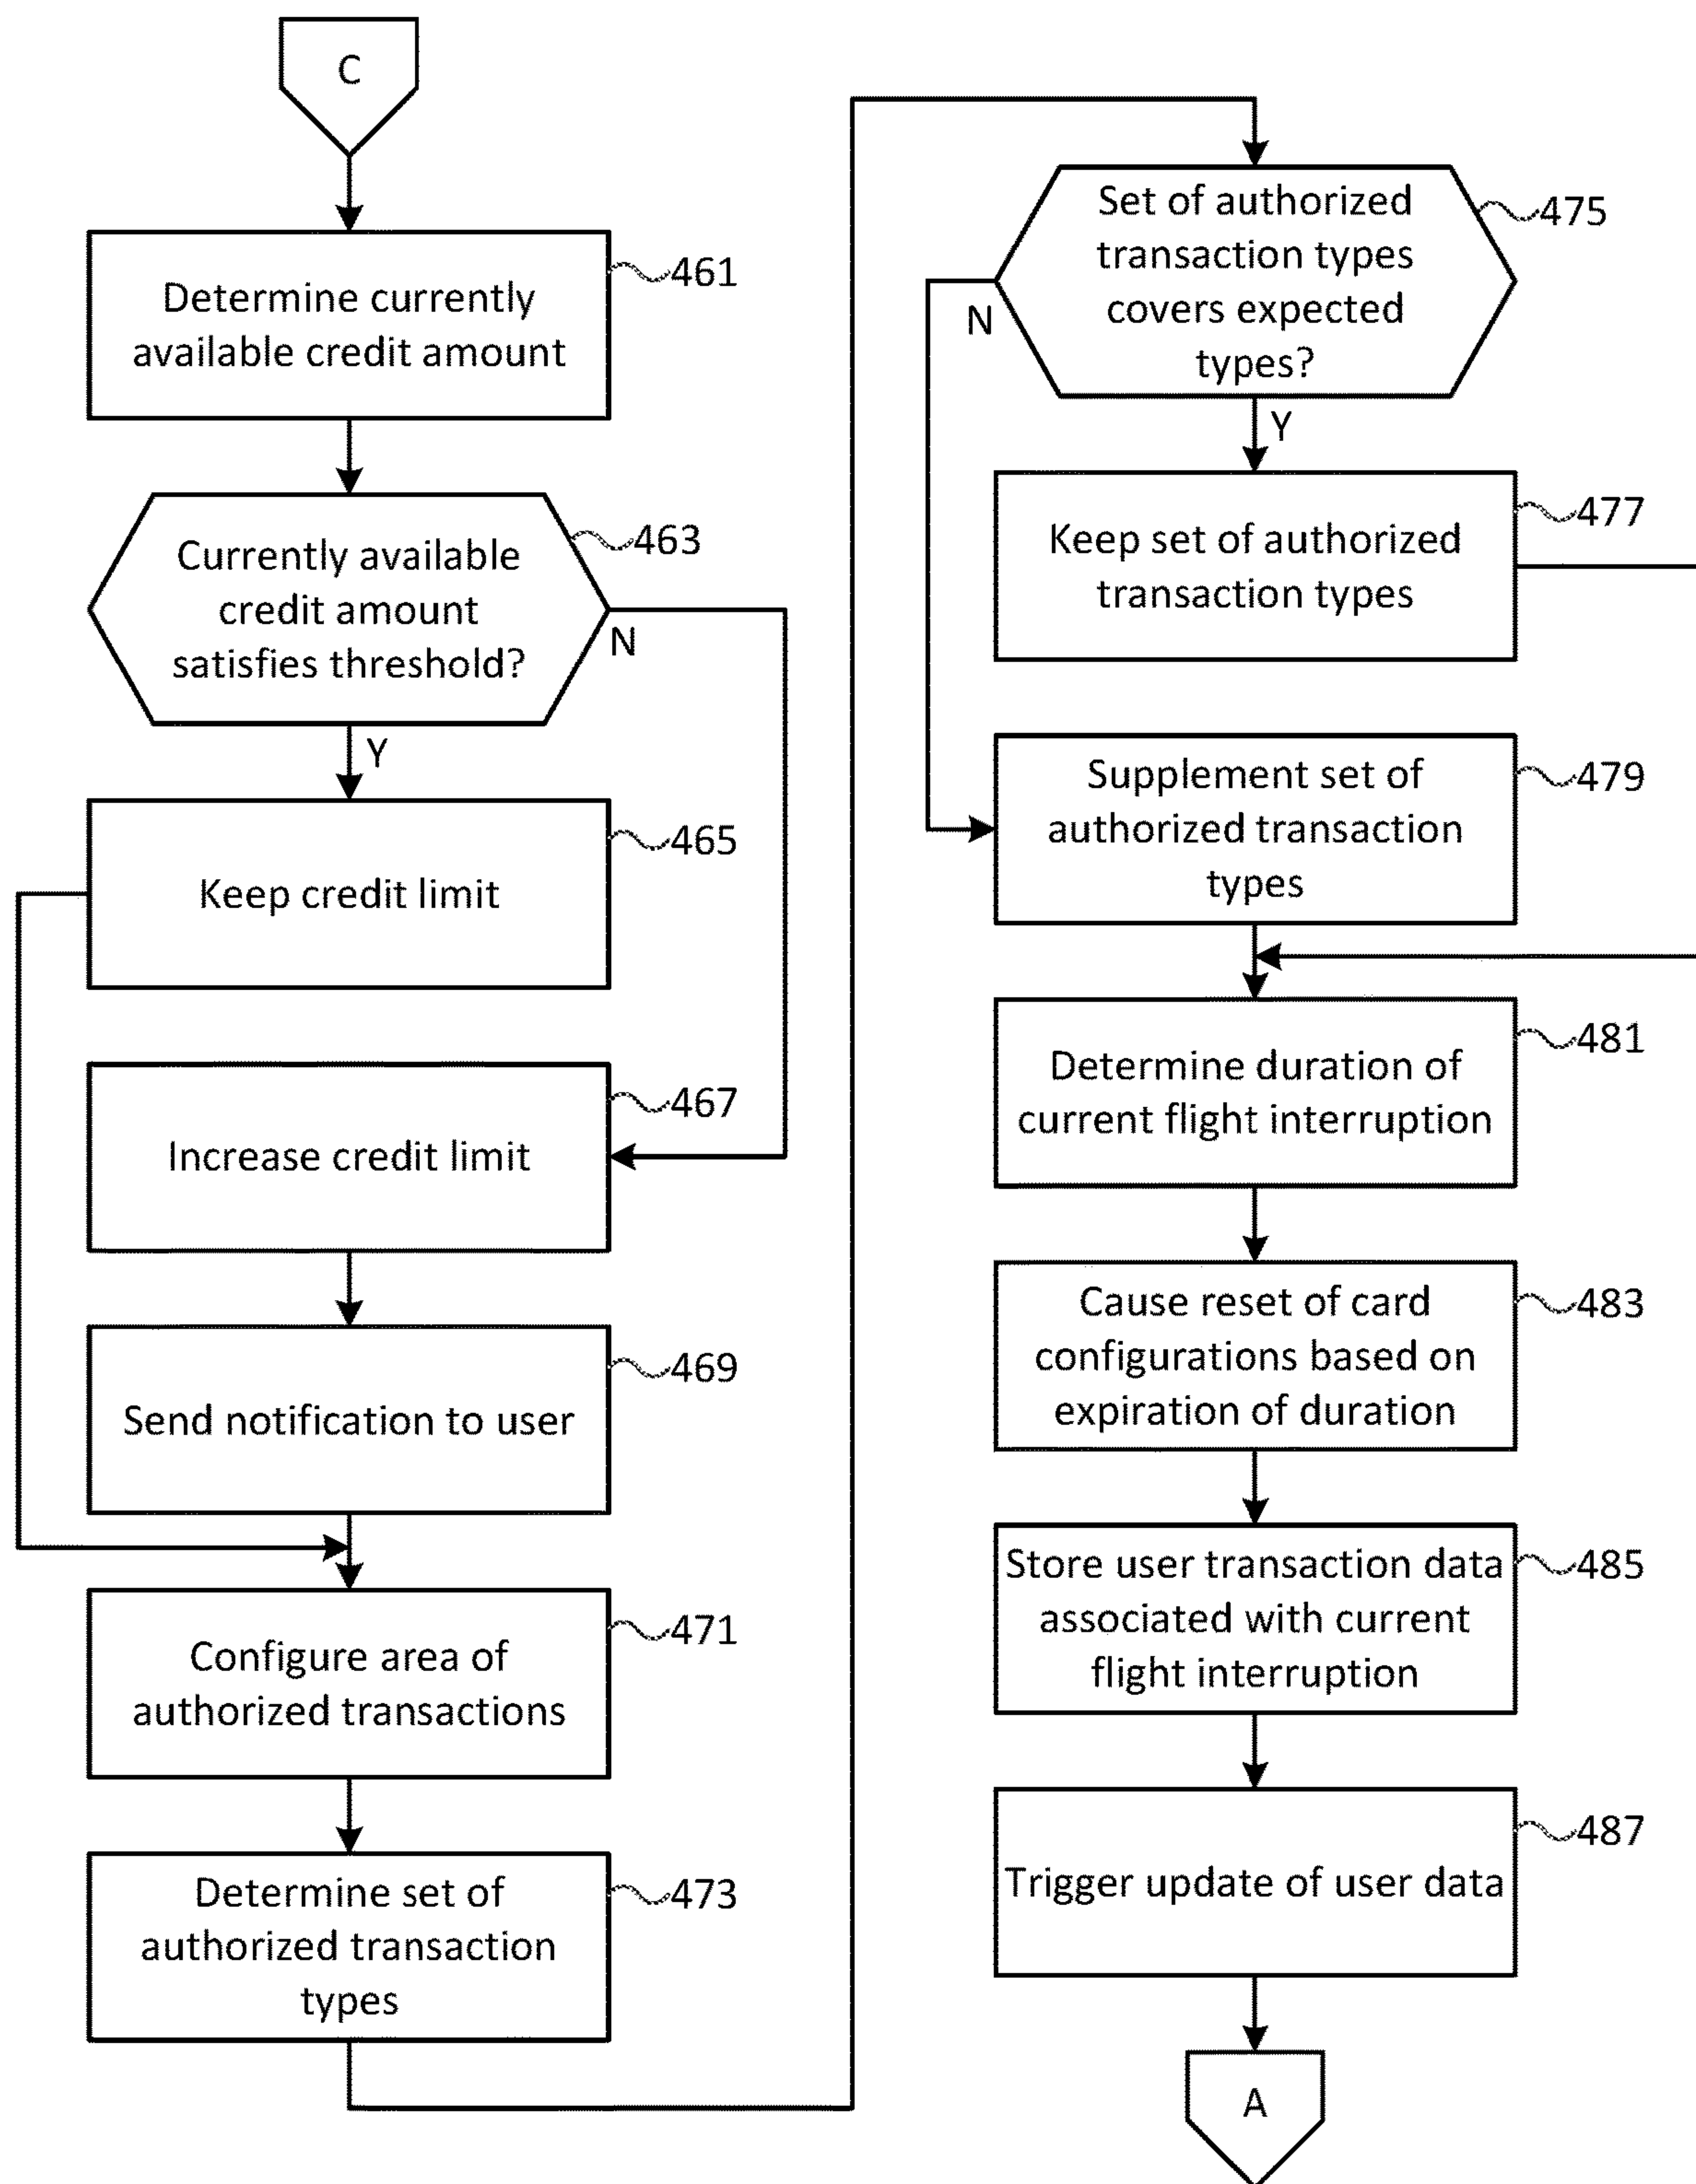 C
Determine currently
available credit amount
461
Currently available
credit amount
satisfies threshold?
463
N
Y
Keep credit limit
465
Increase credit limit
467
Send notification to user
469
Configure area of
authorized transactions
471
Determine set of
authorized transaction
types
473
Set of authorized
transaction types
covers expected
types?
475
N
Y
Keep set of authorized
transaction types
477
Supplement set of
authorized transaction
types
479
Determine duration of
current flight interruption
481
Cause reset of card
configurations based on
expiration of duration
483
Store user transaction data
associated with current
flight interruption
485
Trigger update of user data
487
A